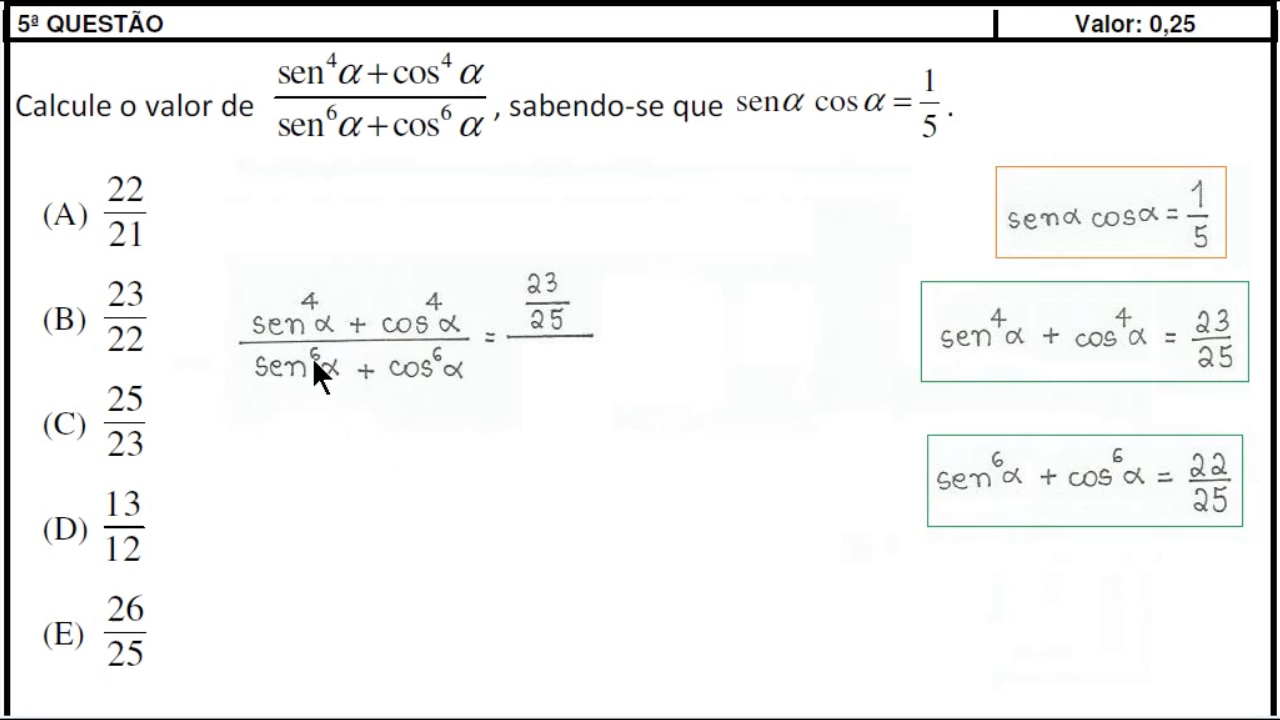 5ª QUESTÃO Valor: 0,25
Calcule o valor de (sen⁴α+cos⁴α)/(sen⁶α+cos⁶α), sabendo-se que senα cosα = 1/5.
(A) 22/21
(B) 23/22
(C) 25/23
(D) 13/12
(E) 26/25
(sen⁴α + cos⁴α)/(sen⁶α + cos⁶α) = (23/25)/
senα cosα = 1/5
sen⁴α + cos⁴α = 23/25
sen⁶α + cos⁶α = 22/25